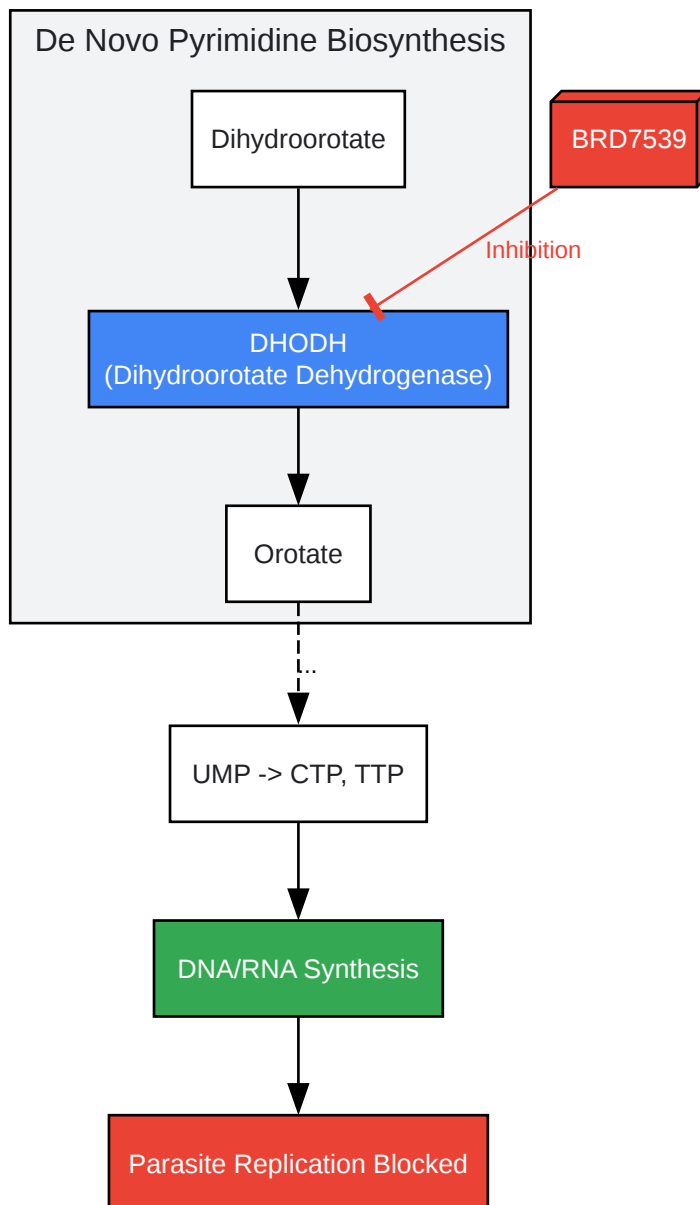 De Novo Pyrimidine Biosynthesis
Dihydroorotate
BRD7539
Inhibition
DHODH
(Dihydroorotate Dehydrogenase)
Orotate
...
UMP -> CTP, TTP
DNA/RNA Synthesis
Parasite Replication Blocked